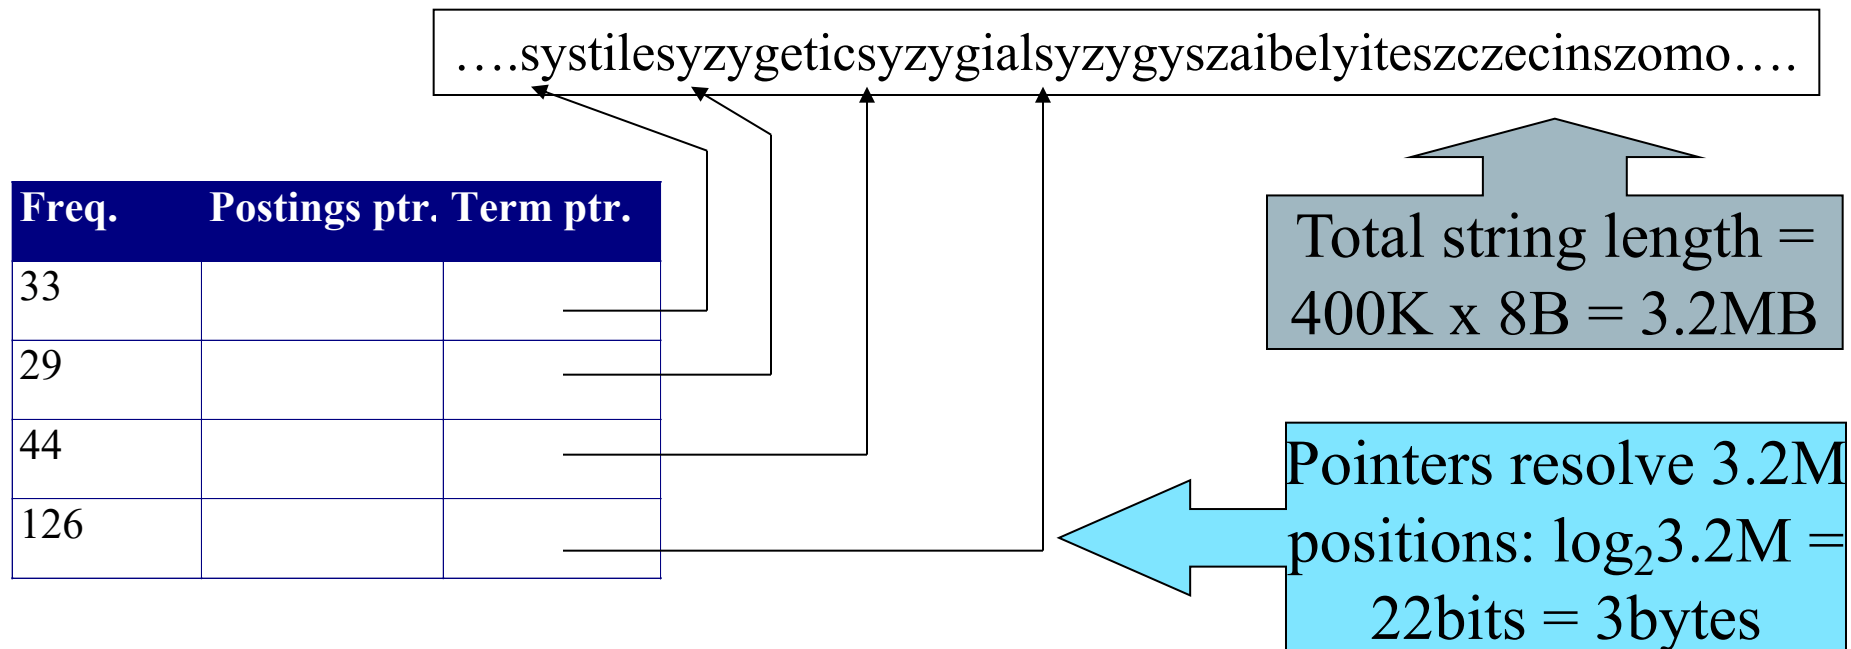 ….systilesyzygeticsyzygialsyzygyszaibelyiteszczecinszomo….
Freq. Postings ptr. Term ptr.
33
29
44
126
Total string length =
400K x 8B = 3.2MB
Pointers resolve 3.2M
positions: log₂3.2M =
22bits = 3bytes